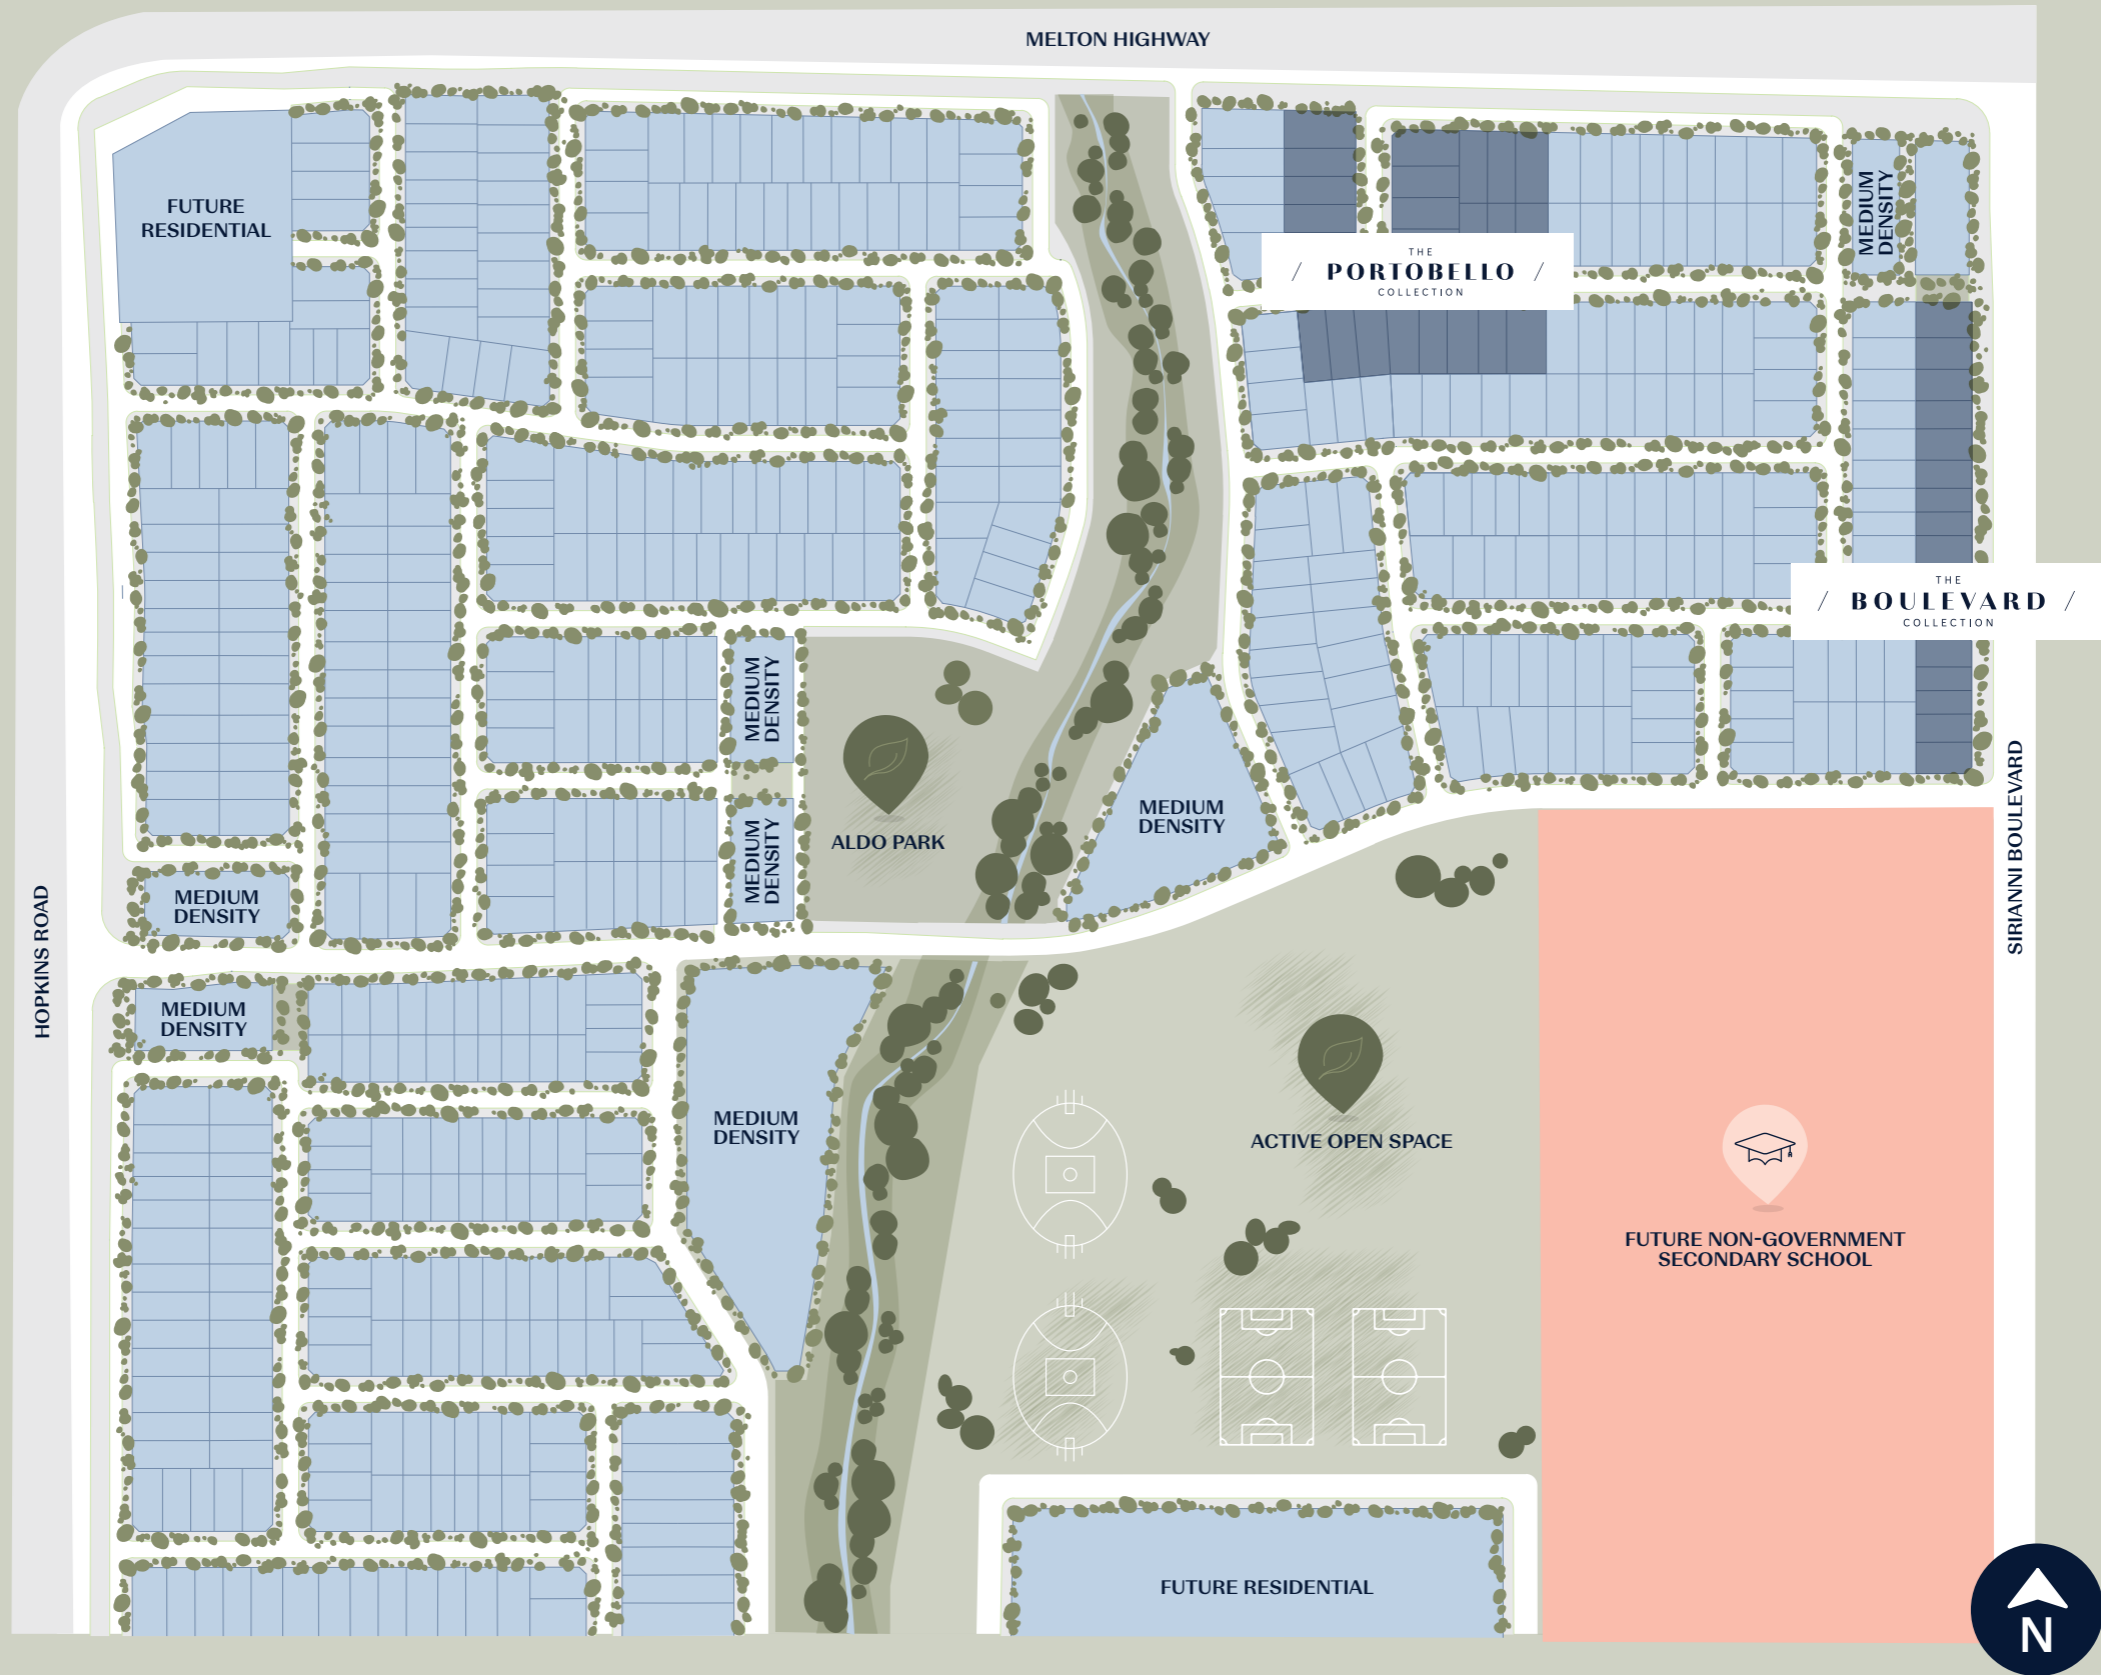 MELTON HIGHWAY
FUTURE
RESIDENTIAL
MEDIUM
DENSITY
/ THE
PORTOBELLO /
COLLECTION
/ THE
BOULEVARD /
COLLECTION
MEDIUM
DENSITY
ALDO PARK
MEDIUM
DENSITY
MEDIUM
DENSITY
SIRIANNI BOULEVARD
HOPKINS ROAD
MEDIUM
DENSITY
MEDIUM
DENSITY
MEDIUM
DENSITY
ACTIVE OPEN SPACE
FUTURE NON-GOVERNMENT
SECONDARY SCHOOL
FUTURE RESIDENTIAL
N